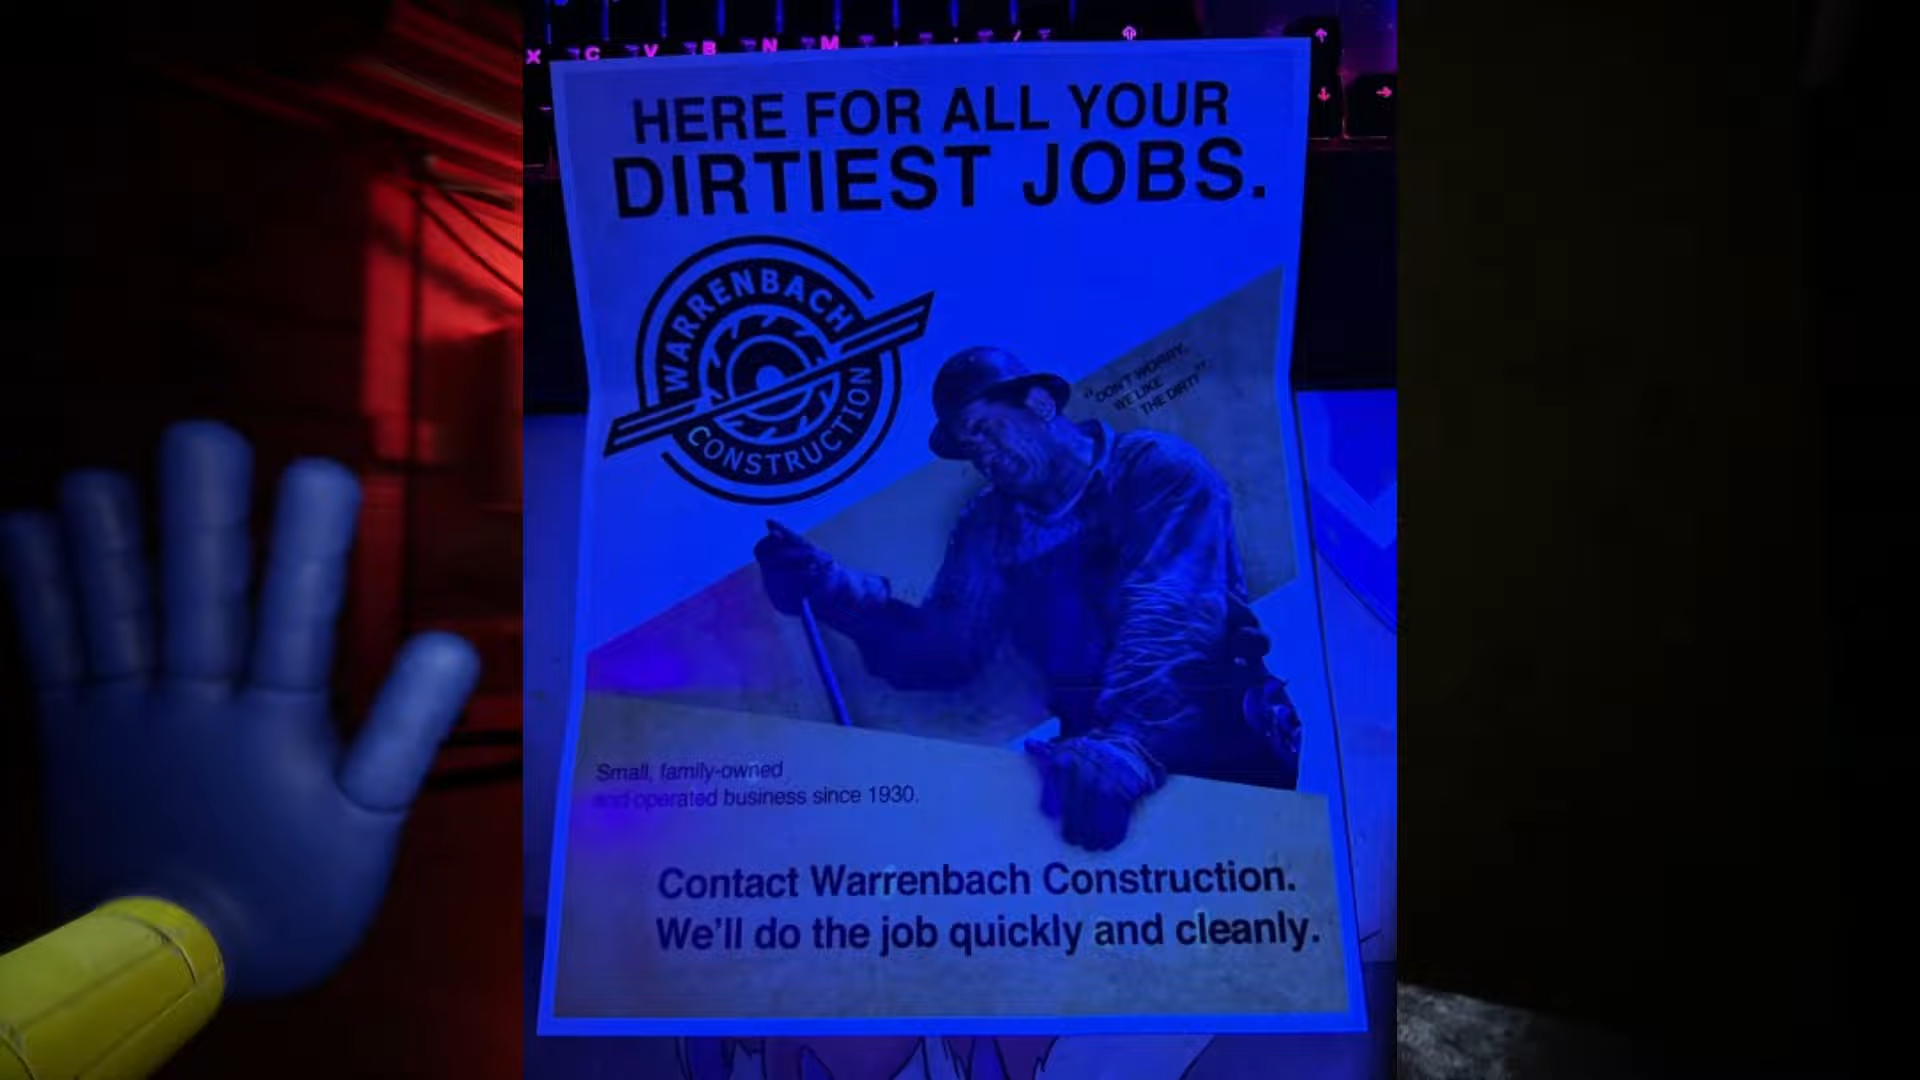 X C V B N M
HERE FOR ALL YOUR
DIRTIEST JOBS.
WARRENBACH
CONSTRUCTION
"DON'T WORRY,
WE LIKE
THE DIRTY"
Small, family-owned
and operated business since 1930.
Contact Warrenbach Construction.
We'll do the job quickly and cleanly.